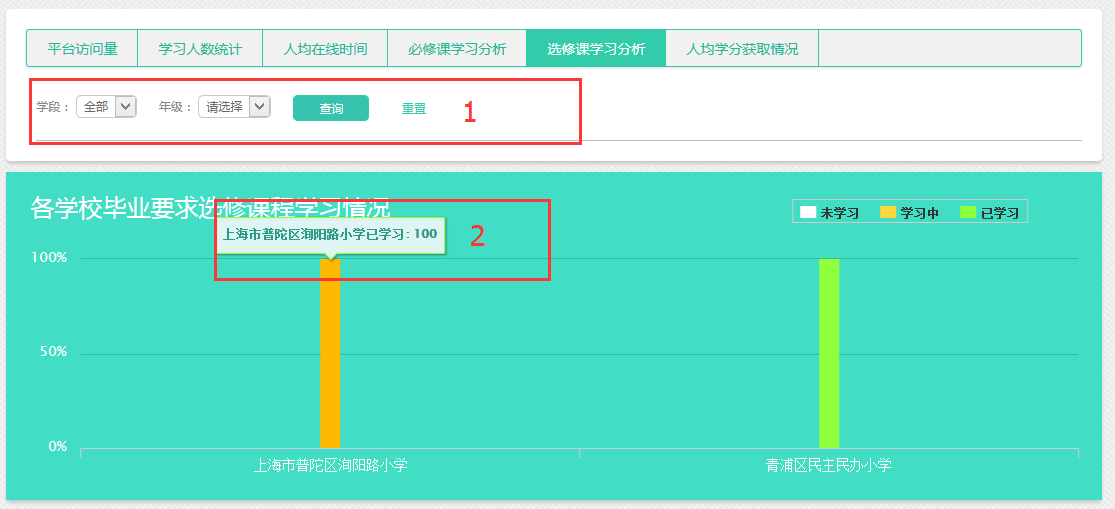 平台访问量 学习人数统计 人均在线时间 必修课学习分析 选修课学习分析 人均学分获取情况
学段： 全部 年级： 请选择 查询 重置 1
各学校毕业要求选修课程学习情况
未学习 学习中 已学习
上海市普陀区洵阳路小学已学习: 100 2
100%
50%
0%
上海市普陀区洵阳路小学 青浦区民主民办小学